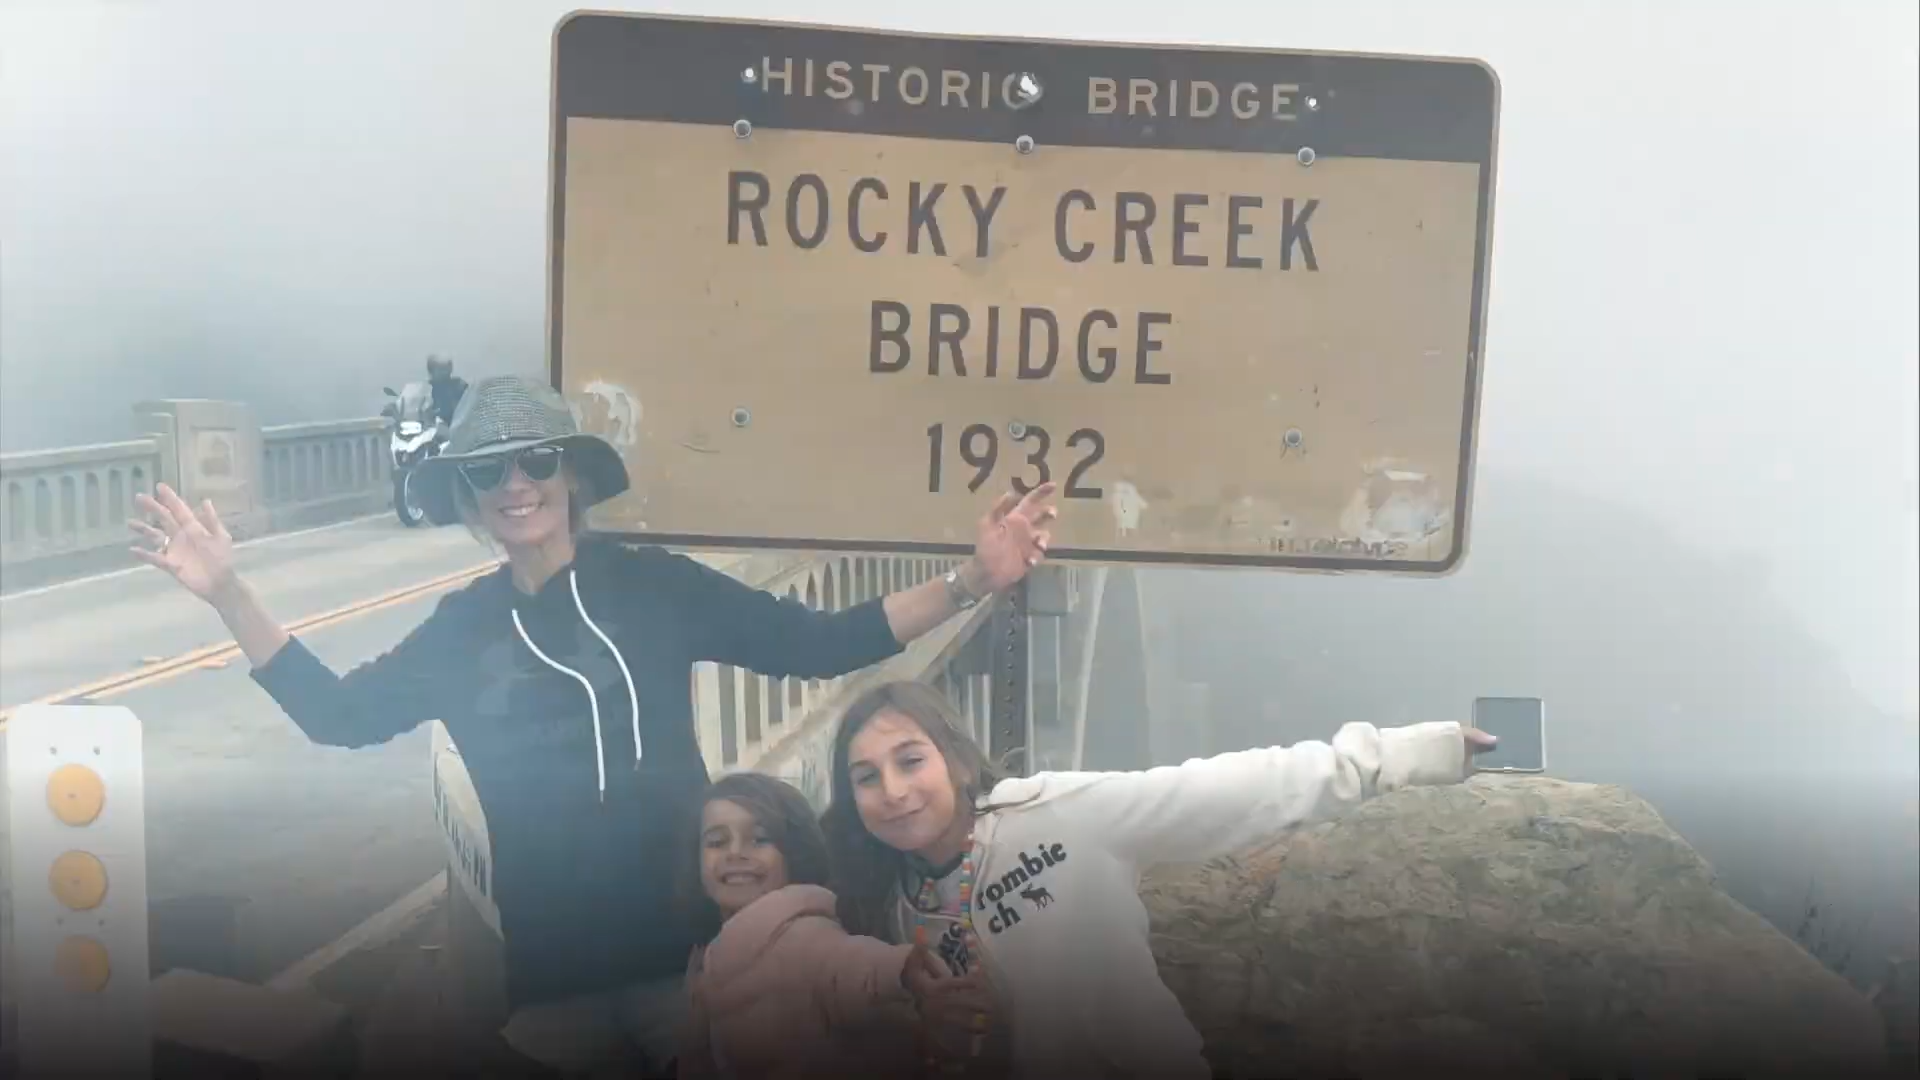 HISTORIC BRIDGE
ROCKY CREEK
BRIDGE
1932
rombie
ch